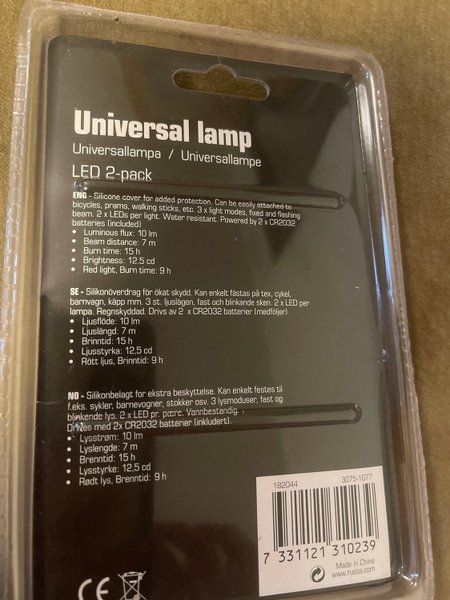 Universal lamp
Universallampa / Universallampe
LED 2-pack
ENG - Silicone cover for added protection. Can be easily attached to
bicycles, prams, walking sticks, etc. 3 x light modes, fixed and flashing
beam. 2 x LEDs per light. Water resistant. Powered by 2 x CR2032
batteries (included)
• Luminous flux: 10 lm
• Beam distance: 7 m
• Burn time: 15 h
• Brightness: 12.5 cd
• Red light, Burn time: 9 h
SE - Silikonöverdrag för ökat skydd. Kan enkelt fästas på tex, cykel,
barnvagn, käpp mm. 3 st. ljuslägen, fast och blinkande sken. 2 x LED per
lampa. Regnskyddad. Drivs av 2 x CR2032 batterier (medföljer)
• Ljusflöde: 10 lm
• Ljuslängd: 7 m
• Brinntid: 15 h
• Ljusstyrka: 12,5 cd
• Rött ljus, Brinntid: 9 h
NO - Silikonbelagt for ekstra beskyttelse. Kan enkelt festes til
f.eks. sykler, barnevogner, stokker osv. 3 lysmoduser, fast og
blinkende lys. 2 x LED pr. pære. Vannbestandig.
Drives med 2x CR2032 batterier (inkludert).
• Lysstrøm: 10 lm
• Lyslengde: 7 m
• Brenntid: 15 h
• Lysstyrke: 12,5 cd
• Rødt lys, Brenntid: 9 h
182044 3075-1077
7 331121 310239
Made in China
www.rusta.com
CE